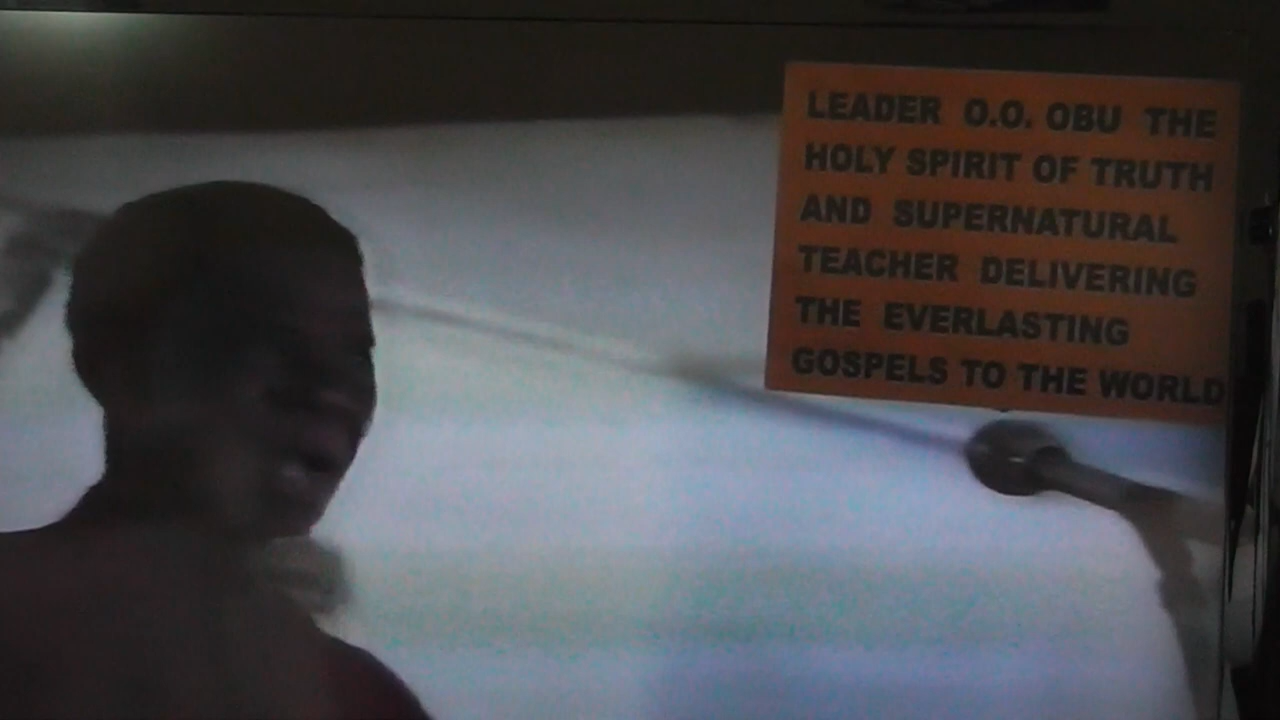 LEADER O.O. OBU THE
HOLY SPIRIT OF TRUTH
AND SUPERNATURAL
TEACHER DELIVERING
THE EVERLASTING
GOSPELS TO THE WORLD